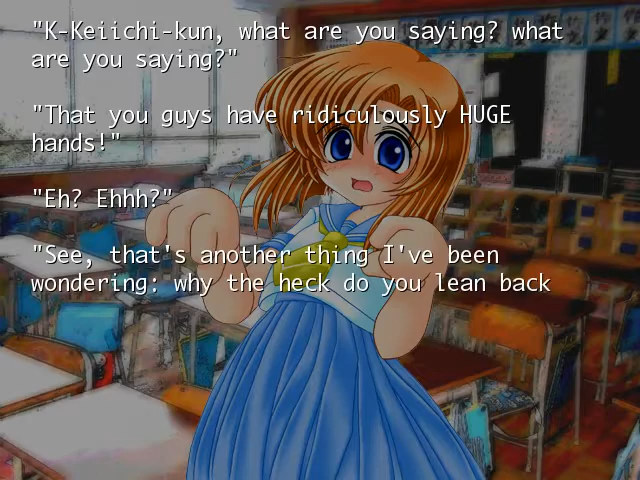 "K-Keiichi-kun, what are you saying? what
are you saying?"
"That you guys have ridiculously HUGE
hands!"
"Eh? Ehhh?"
"See, that's another thing I've been
wondering: why the heck do you lean back